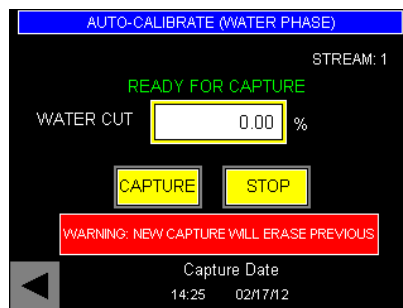 AUTO-CALIBRATE (WATER PHASE)
STREAM: 1
READY FOR CAPTURE
WATER CUT 0.00 %
CAPTURE STOP
WARNING: NEW CAPTURE WILL ERASE PREVIOUS
Capture Date
14:25 02/17/12